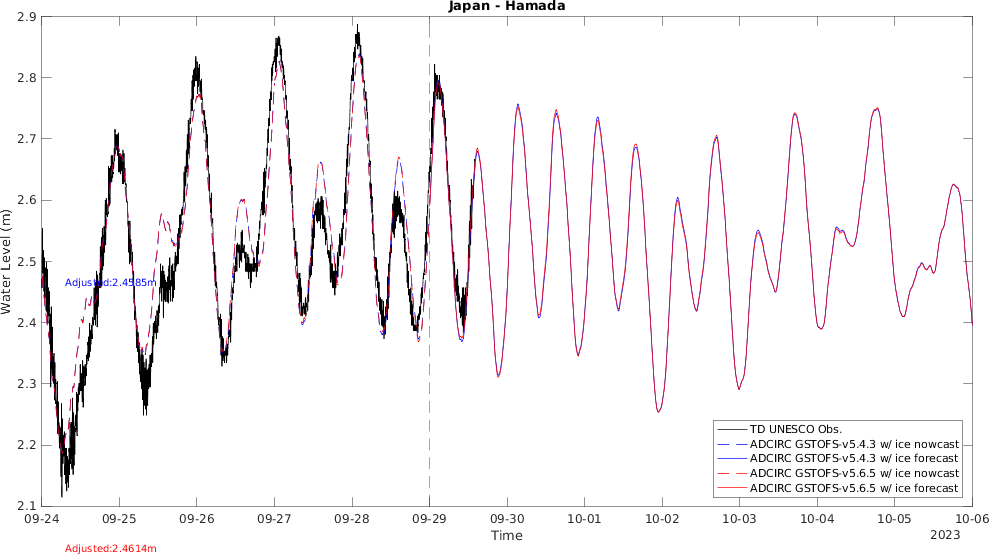 Japan - Hamada
2.9
2.8
2.7
2.6
2.5
2.4
2.3
2.2
2.1
Water Level (m)
Adjusted:2.4585m
TD UNESCO Obs.
ADCIRC GSTOFS-v5.4.3 w/ ice nowcast
ADCIRC GSTOFS-v5.4.3 w/ ice forecast
ADCIRC GSTOFS-v5.6.5 w/ ice nowcast
ADCIRC GSTOFS-v5.6.5 w/ ice forecast
09-24 09-25 09-26 09-27 09-28 09-29 09-30 10-01 10-02 10-03 10-04 10-05 10-06
Time
2023
Adjusted:2.4614m